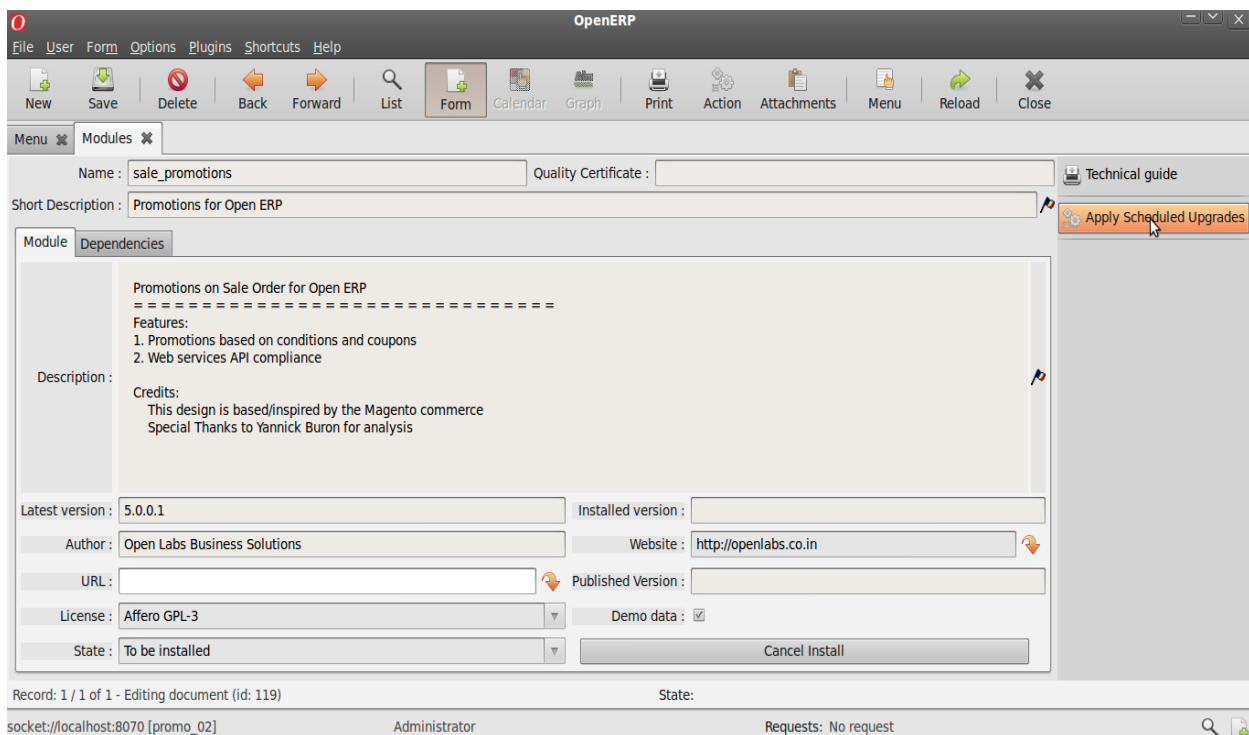 OpenERP
File User Form Options Plugins Shortcuts Help
New Save Delete Back Forward List Form Calendar Graph Print Action Attachments Menu Reload Close
Menu Modules
Name : sale_promotions Quality Certificate :
Technical guide
Short Description : Promotions for Open ERP
Apply Scheduled Upgrades
Module Dependencies
Promotions on Sale Order for Open ERP
= = = = = = = = = = = = = = = = = = = = = = = = = = = = = = =
Features:
1. Promotions based on conditions and coupons
2. Web services API compliance
Description :
Credits:
This design is based/inspired by the Magento commerce
Special Thanks to Yannick Buron for analysis
Latest version : 5.0.0.1 Installed version :
Author : Open Labs Business Solutions Website : http://openlabs.co.in
URL : Published Version :
License : Affero GPL-3 Demo data :
State : To be installed Cancel Install
Record: 1 / 1 of 1 - Editing document (id: 119) State:
socket://localhost:8070 [promo_02] Administrator Requests: No request